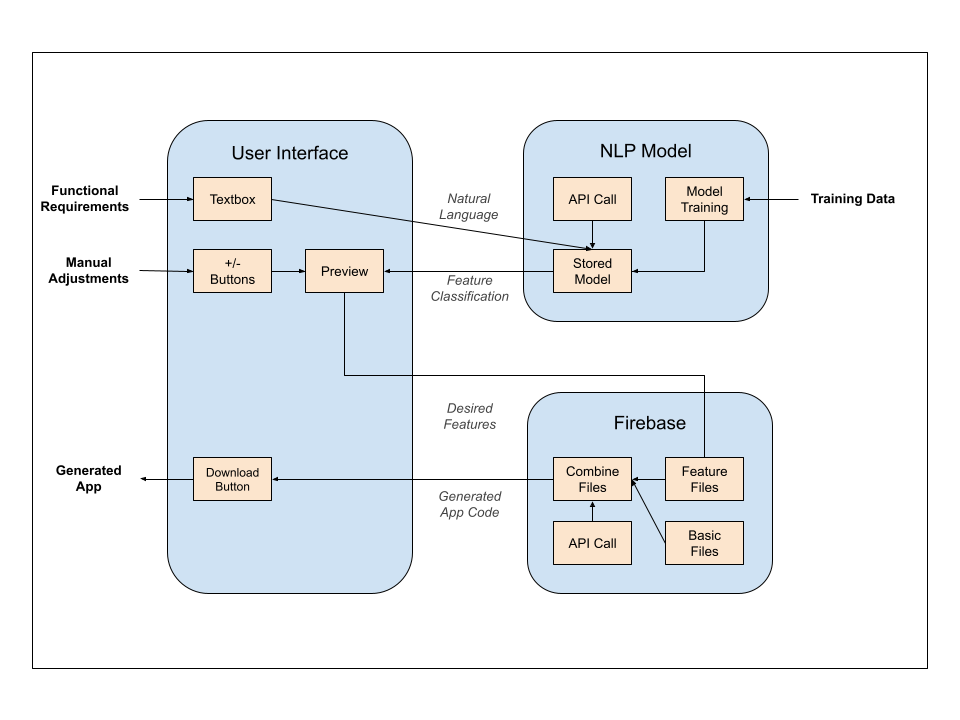 User Interface
NLP Model
Functional
Requirements
Textbox
Natural
Language
API Call
Model
Training
Training Data
Manual
Adjustments
+/-
Buttons
Preview
Feature
Classification
Stored
Model
Desired
Features
Firebase
Generated
App
Download
Button
Generated
App Code
Combine
Files
Feature
Files
API Call
Basic
Files